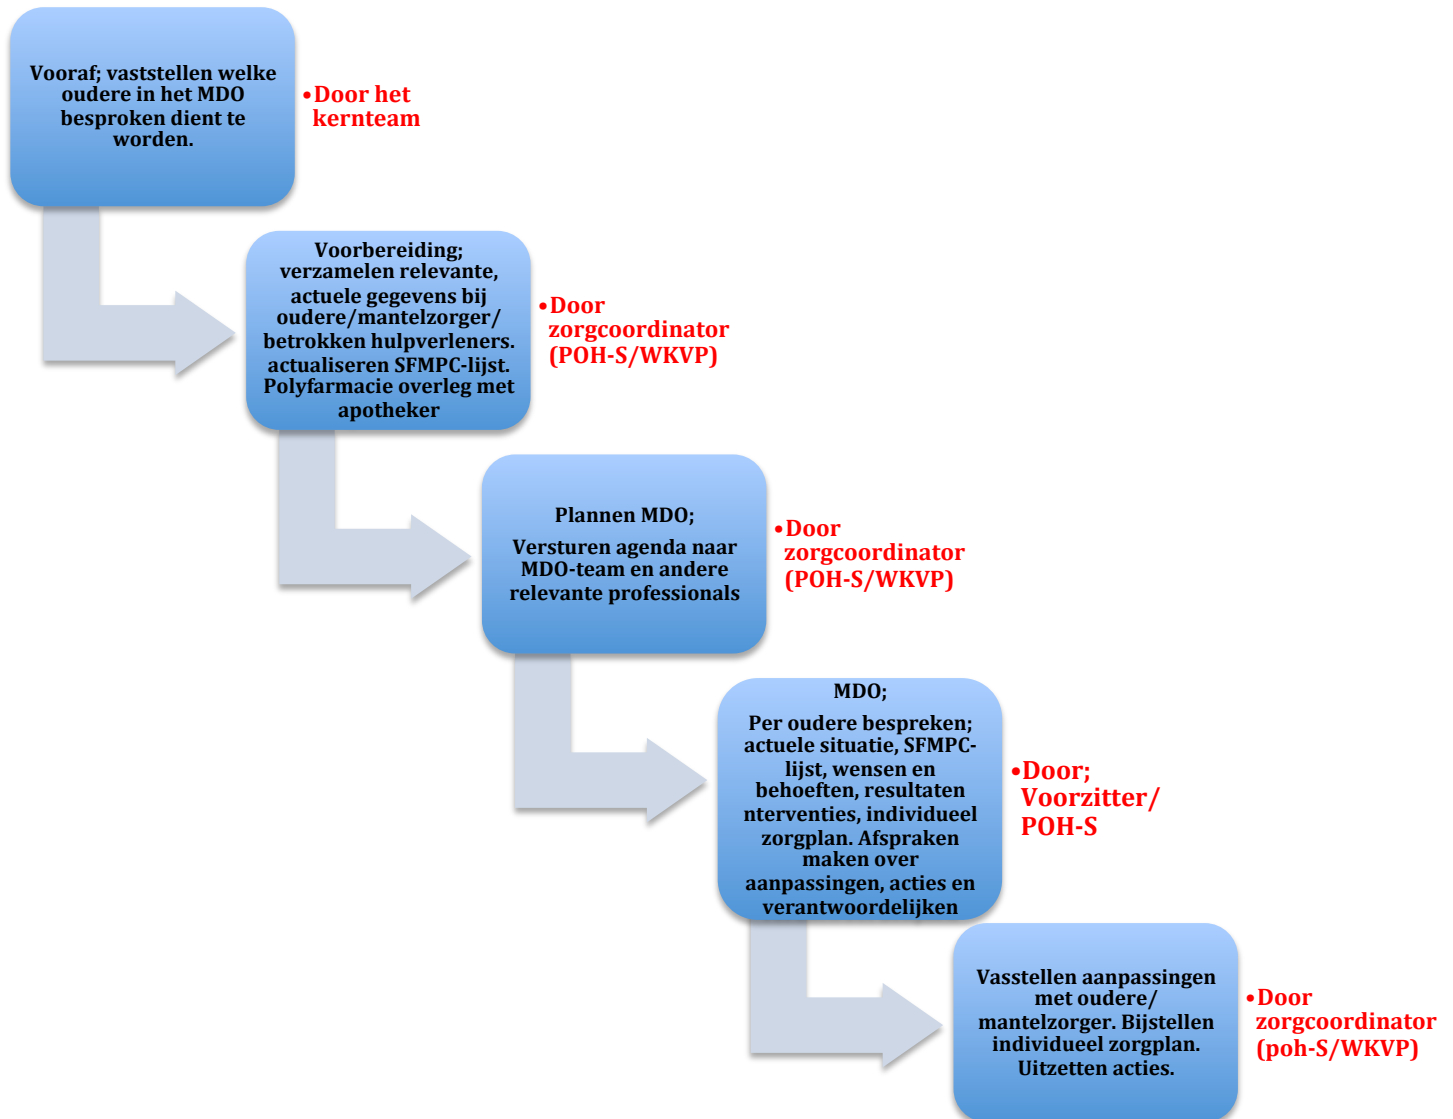 Vooraf; vaststellen welke
oudere in het MDO
besproken dient te
worden.
•Door het
kernteam
Voorbereiding;
verzamelen relevante,
actuele gegevens bij
oudere/mantelzorger/
betrokken hulpverleners.
actualiseren SFMPC-lijst.
Polyfarmacie overleg met
apotheker
•Door
zorgcoordinator
(POH-S/WKVP)
Plannen MDO;
Versturen agenda naar
MDO-team en andere
relevante professionals
•Door
zorgcoordinator
(POH-S/WKVP)
MDO;
Per oudere bespreken;
actuele situatie, SFMPC-
lijst, wensen en
behoeften, resultaten
nterventies, individueel
zorgplan. Afspraken
maken over
aanpassingen, acties en
verantwoordelijken
•Door;
Voorzitter/
POH-S
Vasstellen aanpassingen
met oudere/
mantelzorger. Bijstellen
individueel zorgplan.
Uitzetten acties.
•Door
zorgcoordinator
(poh-S/WKVP)